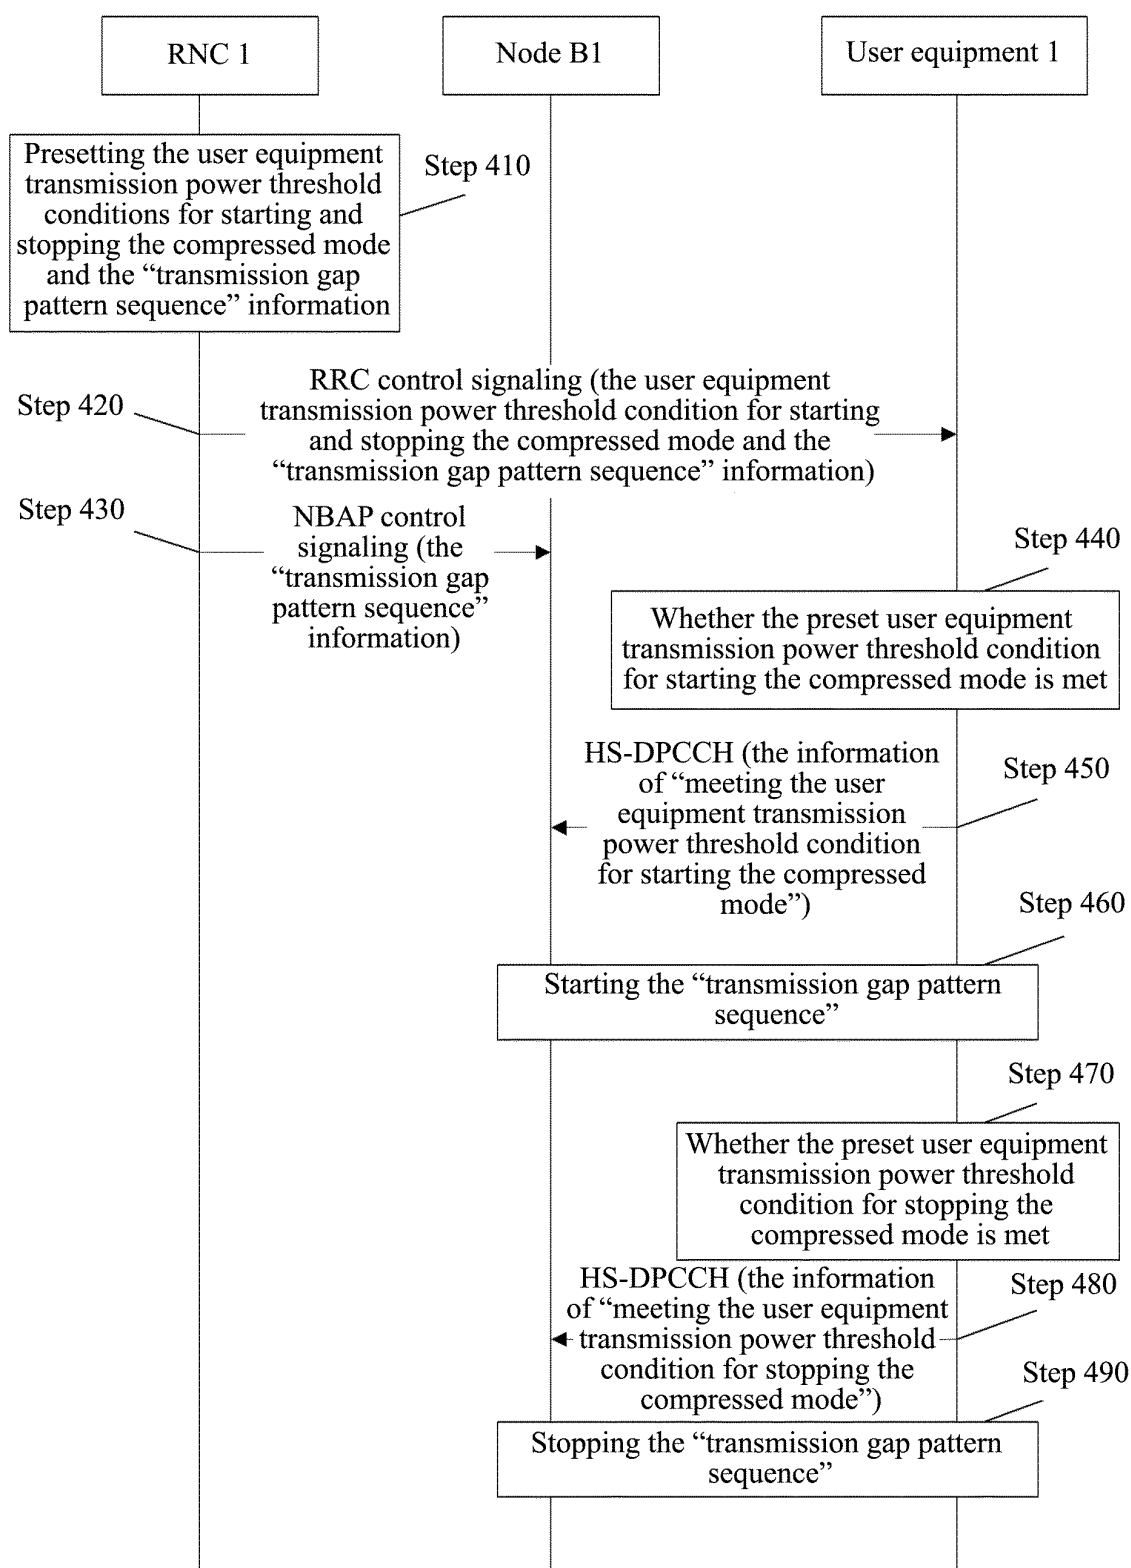 RNC 1
Node B1
User equipment 1
Presetting the user equipment
transmission power threshold
conditions for starting and
stopping the compressed mode
and the “transmission gap
pattern sequence” information
Step 410
RRC control signaling (the user equipment
transmission power threshold condition for starting
and stopping the compressed mode and the
“transmission gap pattern sequence” information)
Step 420
Step 430
NBAP control
signaling (the
“transmission gap
pattern sequence”
information)
Step 440
Whether the preset user equipment
transmission power threshold condition
for starting the compressed mode is met
HS-DPCCH (the information
of “meeting the user
equipment transmission
power threshold condition
for starting the compressed
mode”)
Step 450
Step 460
Starting the “transmission gap pattern
sequence”
Step 470
Whether the preset user equipment
transmission power threshold
condition for stopping the
compressed mode is met
HS-DPCCH (the information
of “meeting the user equipment
transmission power threshold
condition for stopping the
compressed mode”)
Step 480
Step 490
Stopping the “transmission gap pattern
sequence”